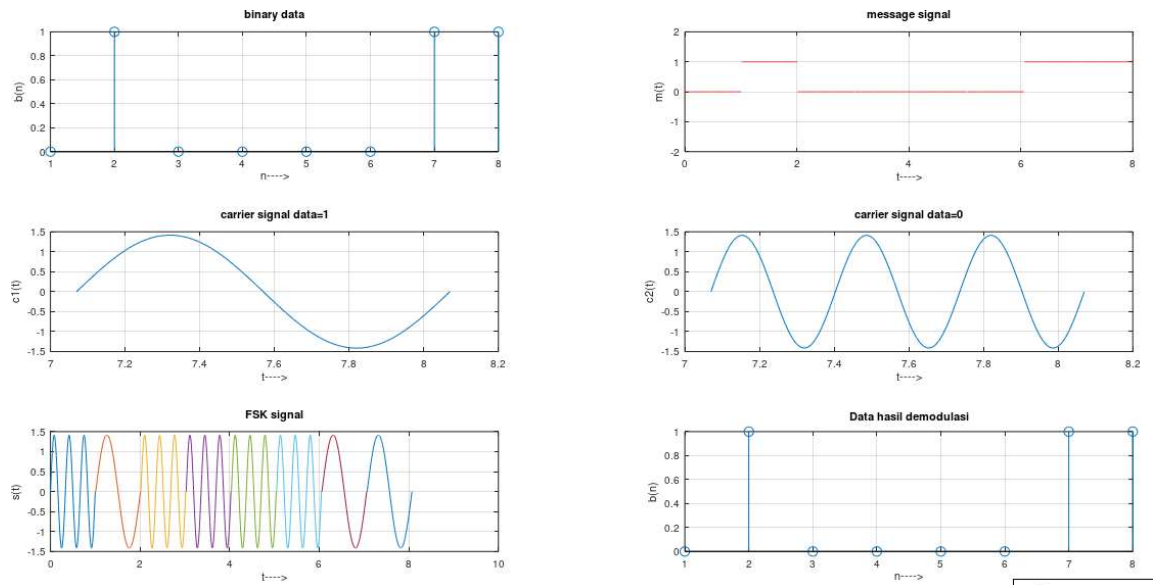 binary data
1
0.8
0.6
0.4
0.2
0
b(n)
1 2 3 4 5 6 7 8
n---->
message signal
2
1
0
-1
-2
m(t)
0 2 4 6 8
t---->
carrier signal data=1
1.5
1
0.5
0
-0.5
-1
-1.5
c1(t)
7 7.2 7.4 7.6 7.8 8 8.2
t---->
carrier signal data=0
1.5
1
0.5
0
-0.5
-1
-1.5
c2(t)
7 7.2 7.4 7.6 7.8 8 8.2
t---->
FSK signal
1.5
1
0.5
0
-0.5
-1
-1.5
s(t)
0 2 4 6 8 10
t---->
Data hasil demodulasi
1
0.8
0.6
0.4
0.2
0
b(n)
1 2 3 4 5 6 7 8
n---->